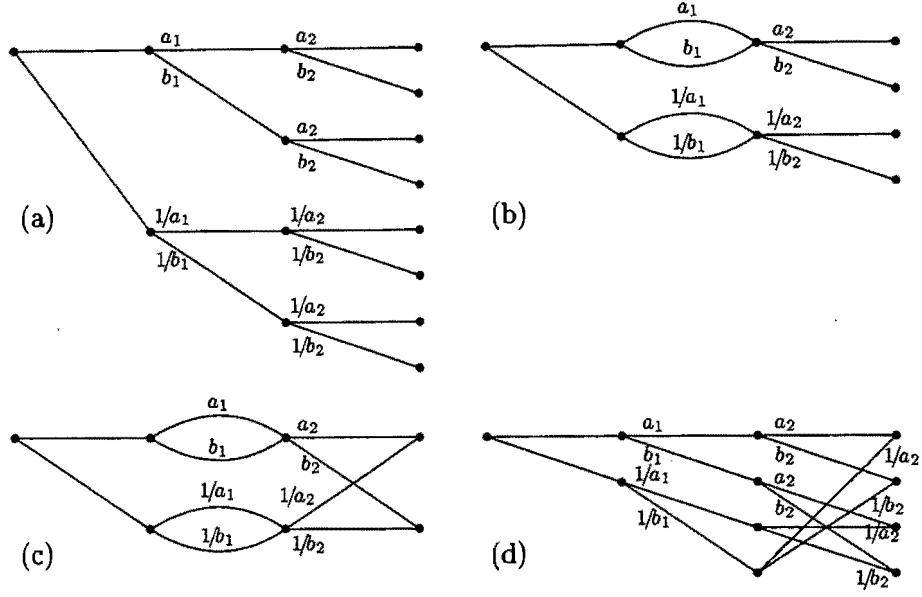 a₁ a₂
b₁ b₂
a₂
b₂
1/a₁ 1/a₂
1/b₁ 1/b₂
1/a₂
1/b₂
(a)
a₁ a₂
b₁ b₂
1/a₁ 1/a₂
1/b₁ 1/b₂
(b)
a₁ a₂
b₁ b₂
1/a₁ 1/a₂
1/b₁ 1/b₂
(c)
a₁ a₂
b₁ b₂ 1/a₂
1/a₁ a₂
1/b₁ b₂ 1/b₂
1/a₂
1/b₂
(d)